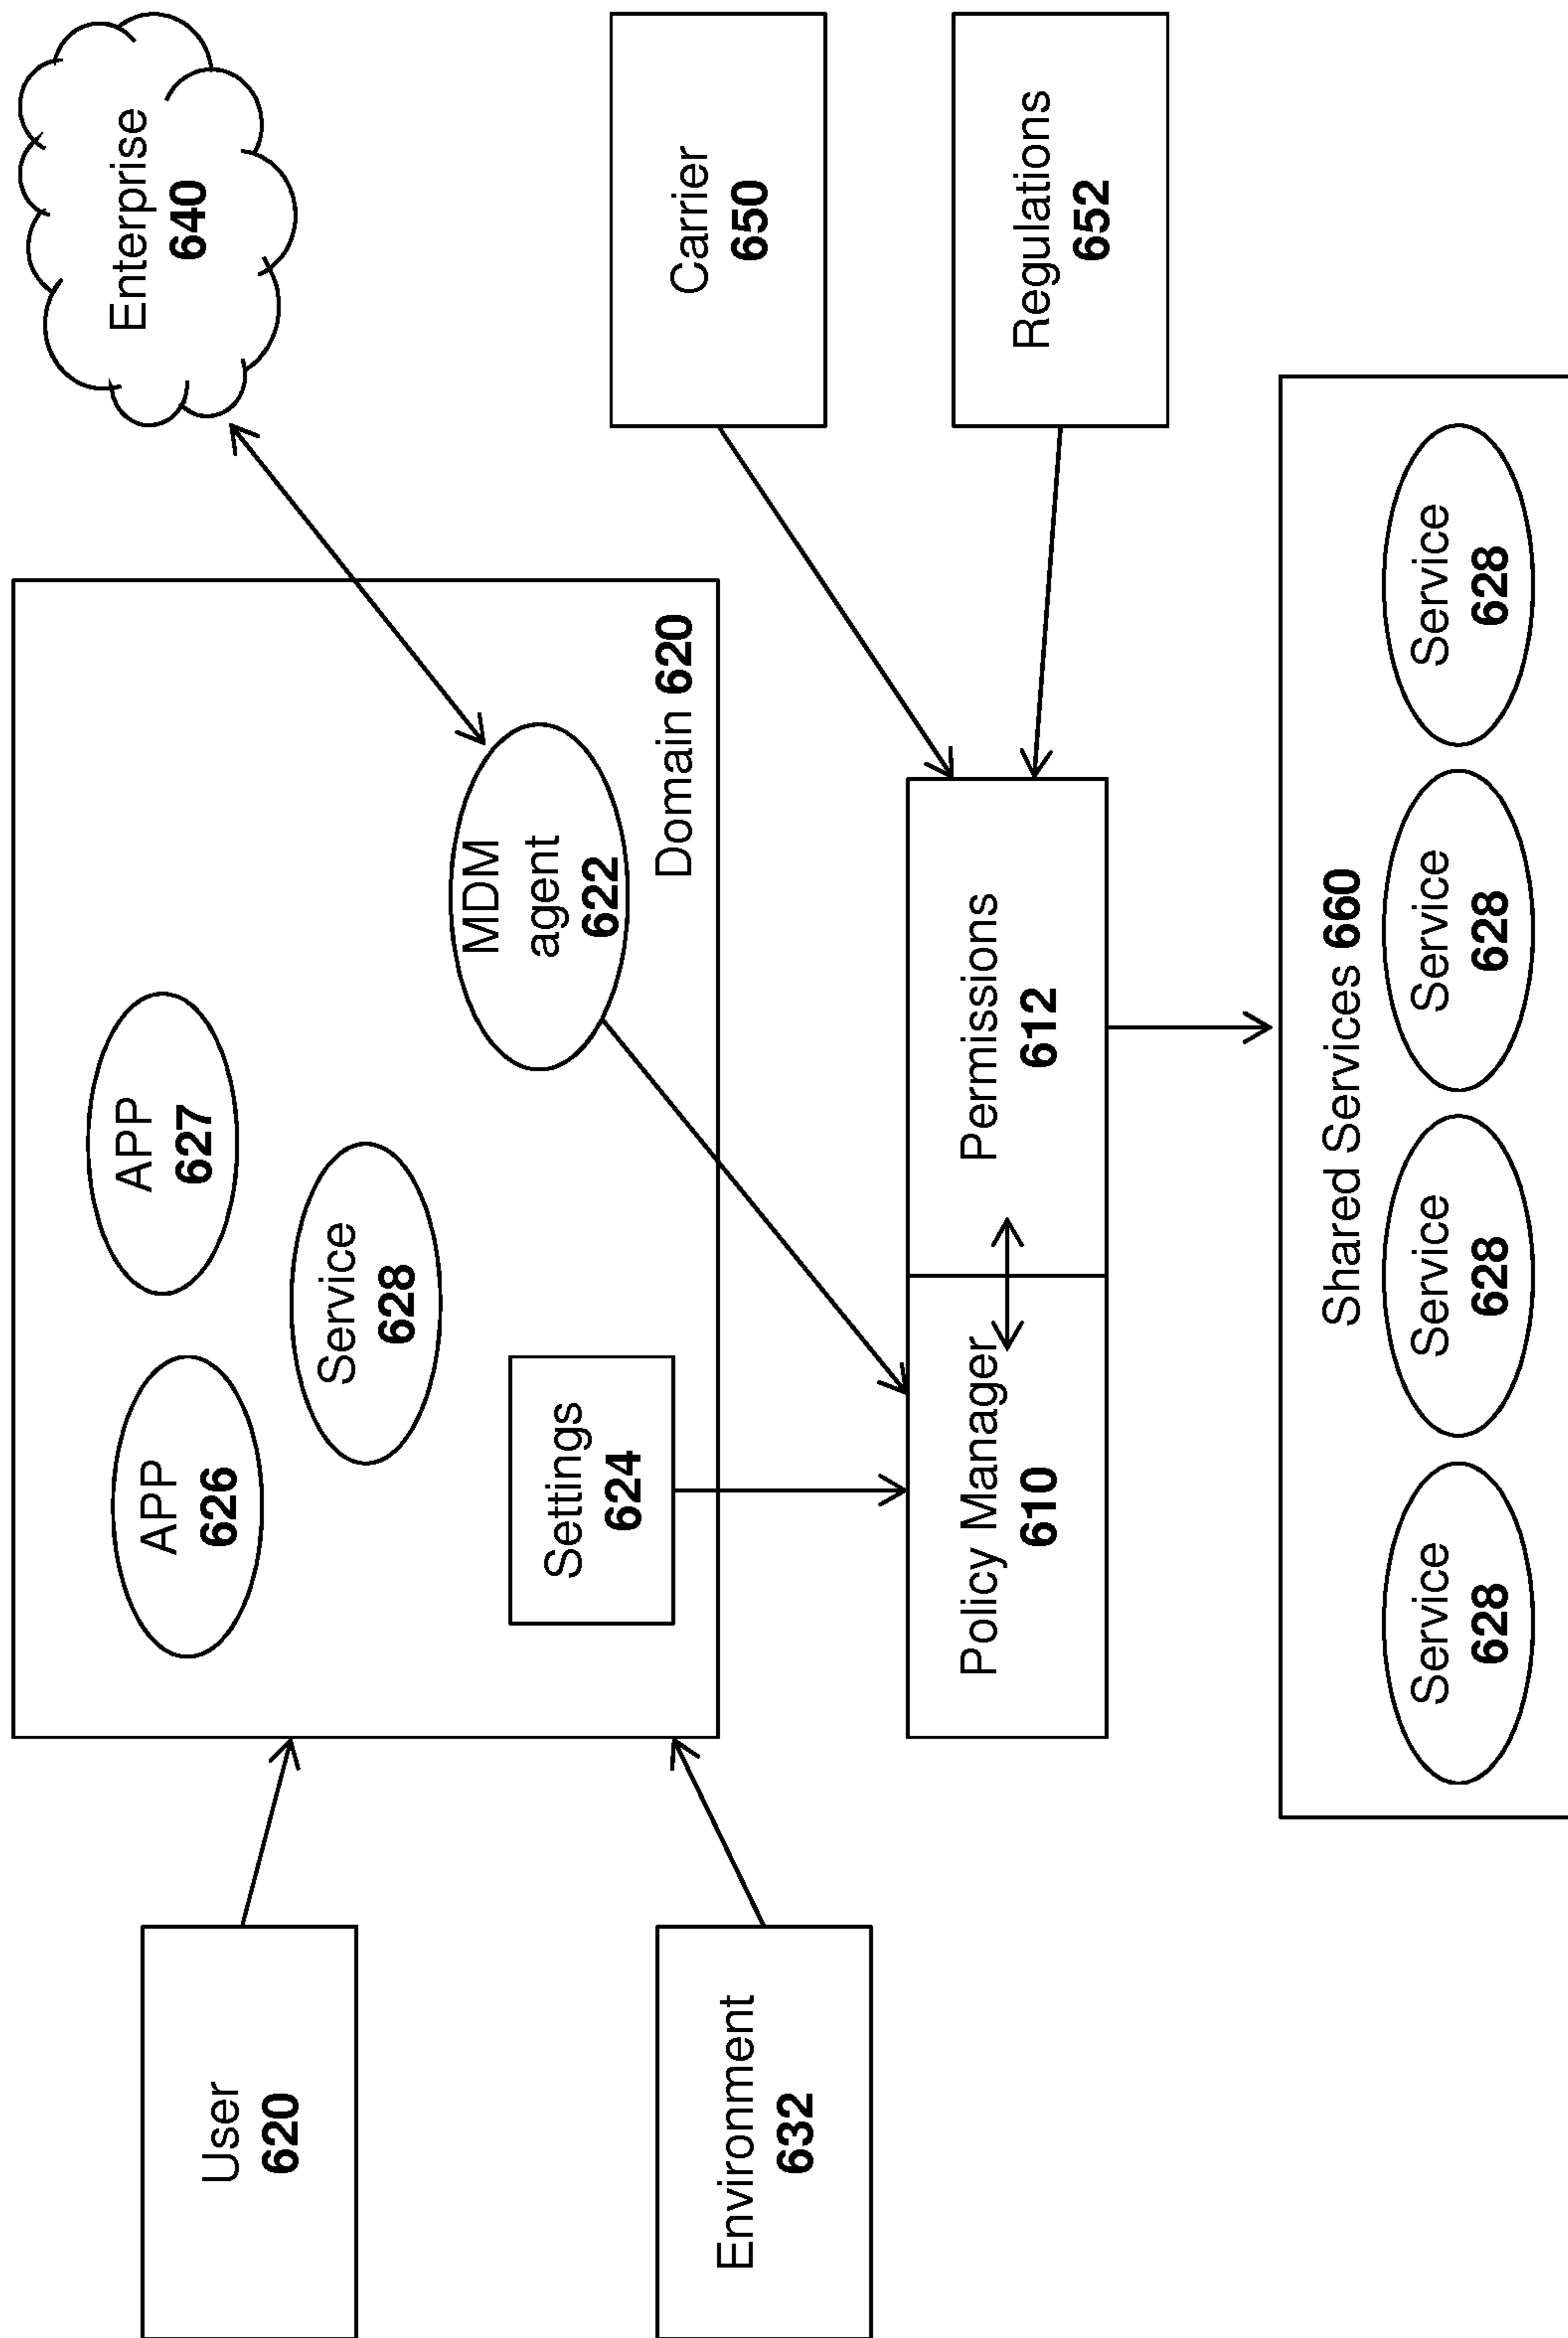 User
620
Environment
632
APP
626
APP
627
Service
628
Settings
624
MDM
agent
622
Domain 620
Enterprise
640
Carrier
650
Regulations
652
Policy Manager
610
Permissions
612
Shared Services 660
Service
628
Service
628
Service
628
Service
628